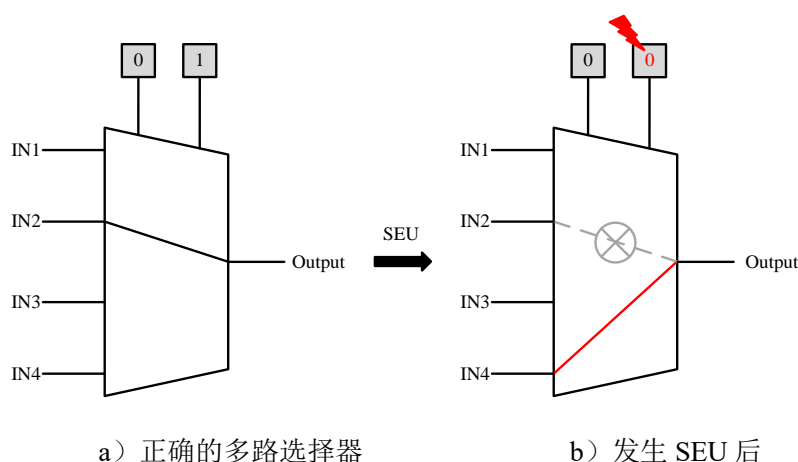 0 1
0 0
IN1
IN2
IN3
IN4
Output
SEU
IN1
IN2
IN3
IN4
Output
a）正确的多路选择器
b）发生 SEU 后